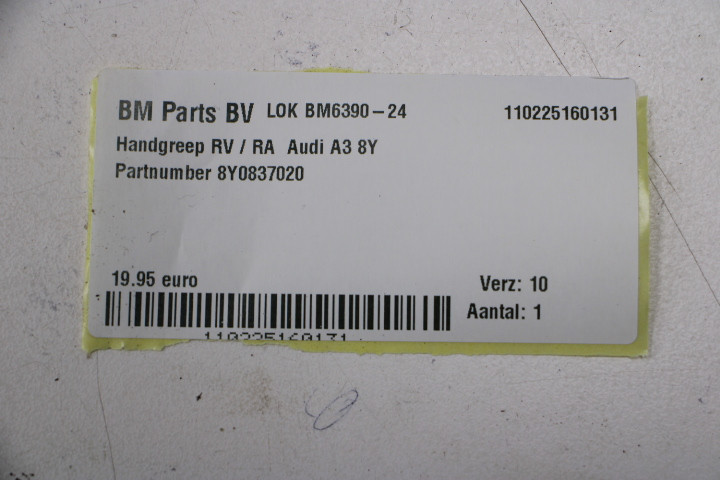 BM Parts BV LOK BM6390-24 110225160131
Handgreep RV / RA Audi A3 8Y
Partnumber 8Y0837020
19.95 euro Verz: 10
Aantal: 1
110225160131